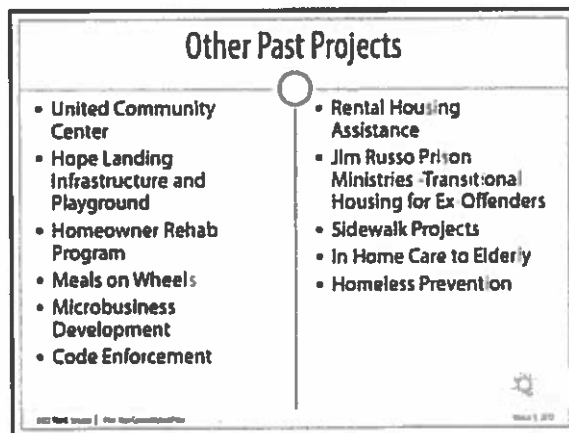 Other Past Projects
• United Community
Center
• Hope Landing
Infrastructure and
Playground
• Homeowner Rehab
Program
• Meals on Wheels
• Microbusiness
Development
• Code Enforcement
• Rental Housing
Assistance
• Jim Russo Prison
Ministries -Transitional
Housing for Ex-Offenders
• Sidewalk Projects
• In Home Care to Elderly
• Homeless Prevention